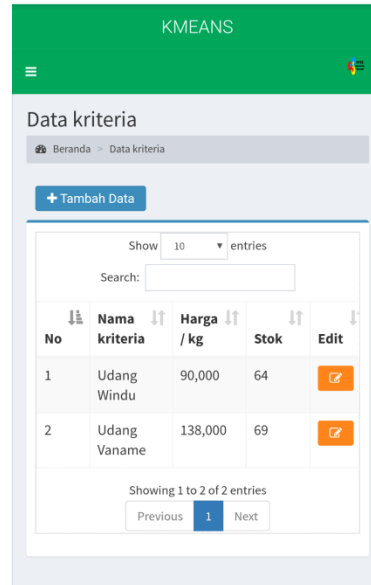 KMEANS
Data kriteria
Beranda > Data kriteria
+ Tambah Data
Show 10 entries
Search:
No Nama kriteria Harga / kg Stok Edit
1 Udang Windu 90,000 64
2 Udang Vaname 138,000 69
Showing 1 to 2 of 2 entries
Previous 1 Next